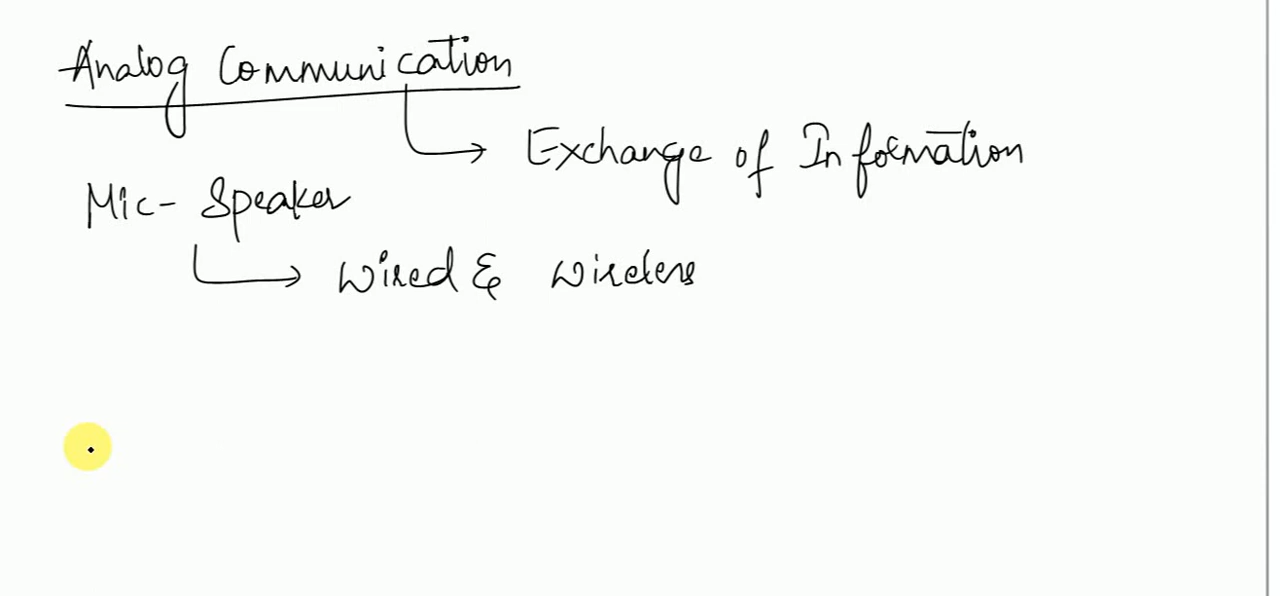 Analog Communication
Exchange of Information
Mic- Speaker
Wired & Wireless